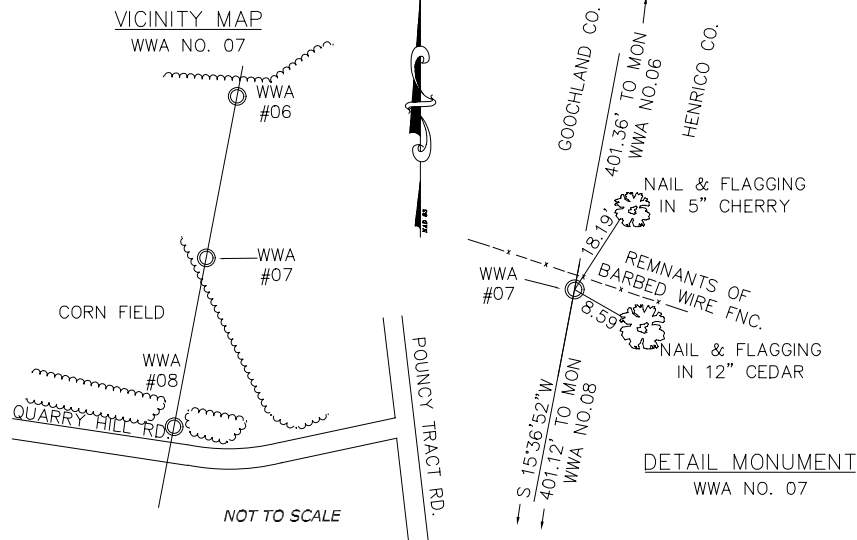 VICINITY MAP
WWA NO. 07
WWA
#06
WWA
#07
CORN FIELD
WWA
#08
QUARRY HILL RD.
POUNCY TRACT RD.
NOT TO SCALE
NAD 83
GOOCHLAND CO.
401.36' TO MON
WWA NO.06
HENRICO CO.
NAIL & FLAGGING
IN 5" CHERRY
18.19'
REMNANTS OF
BARBED WIRE FNC.
WWA
#07
8.59'
NAIL & FLAGGING
IN 12" CEDAR
S 15°36'52"W
401.12' TO MON
WWA NO.08
DETAIL MONUMENT
WWA NO. 07